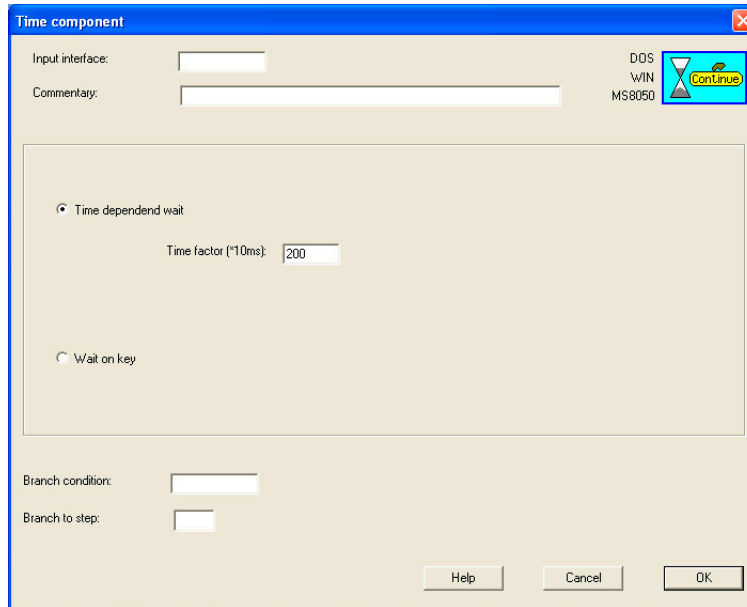 Time component
Input interface:
Commentary:
DOS
WIN
MS8050
Continue
Time dependend wait
Time factor (*10ms): 200
Wait on key
Branch condition:
Branch to step:
Help Cancel OK